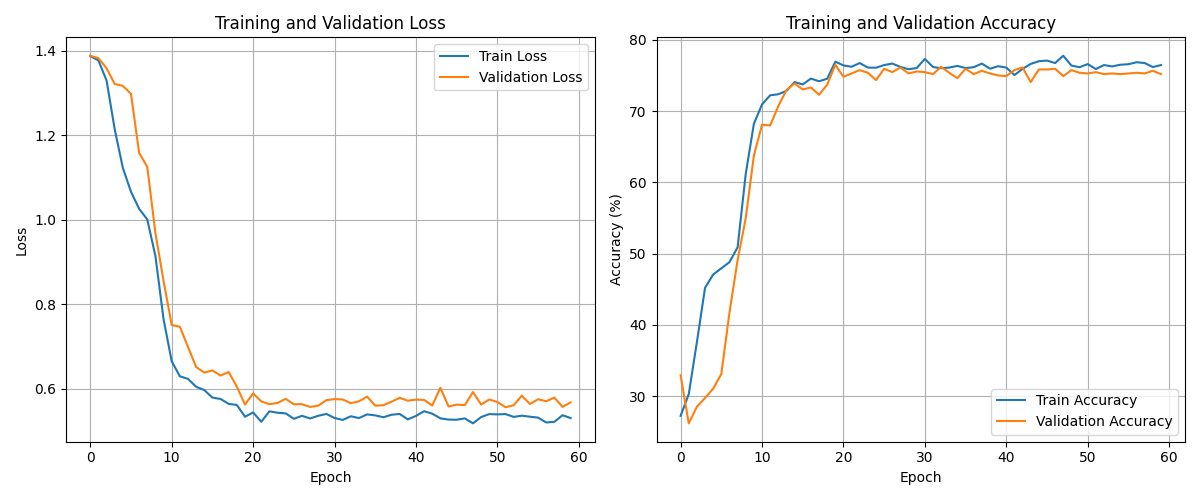 Training and Validation Loss
1.4
1.2
1.0
0.8
0.6
Loss
0
10
20
30
40
50
60
Epoch
Train Loss
Validation Loss
Training and Validation Accuracy
80
70
60
50
40
30
Accuracy (%)
0
10
20
30
40
50
60
Epoch
Train Accuracy
Validation Accuracy